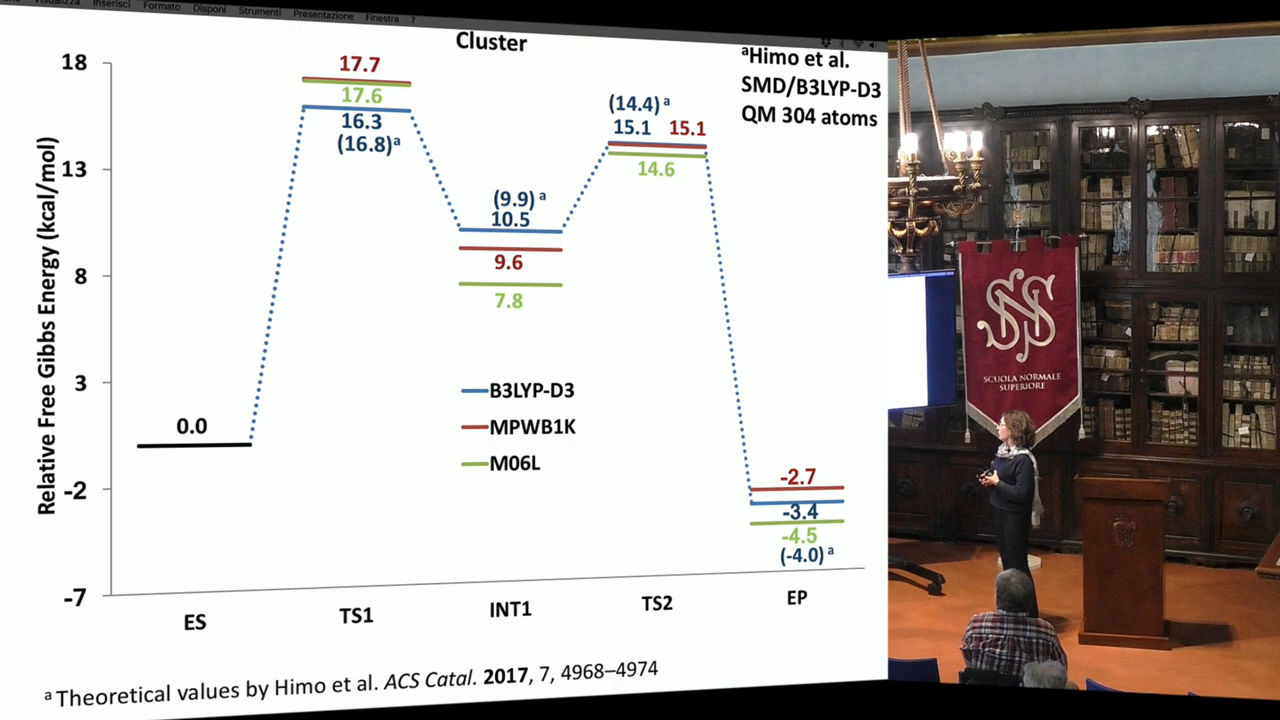 Visualizza Inserisci Formato Disponi Strumenti Presentazione Finestra ?
Cluster
ᵃHimo et al.
SMD/B3LYP-D3
QM 304 atoms
Relative Free Gibbs Energy (kcal/mol)
18
13
8
3
-2
-7
0.0
17.7
17.6
16.3
(16.8)ᵃ
(9.9) ᵃ
10.5
9.6
7.8
(14.4) ᵃ
15.1 15.1
14.6
-2.7
-3.4
-4.5
(-4.0) ᵃ
B3LYP-D3
MPWB1K
M06L
ES TS1 INT1 TS2 EP
ᵃ Theoretical values by Himo et al. ACS Catal. 2017, 7, 4968–4974
SNS
SCUOLA NORMALE
SUPERIORE